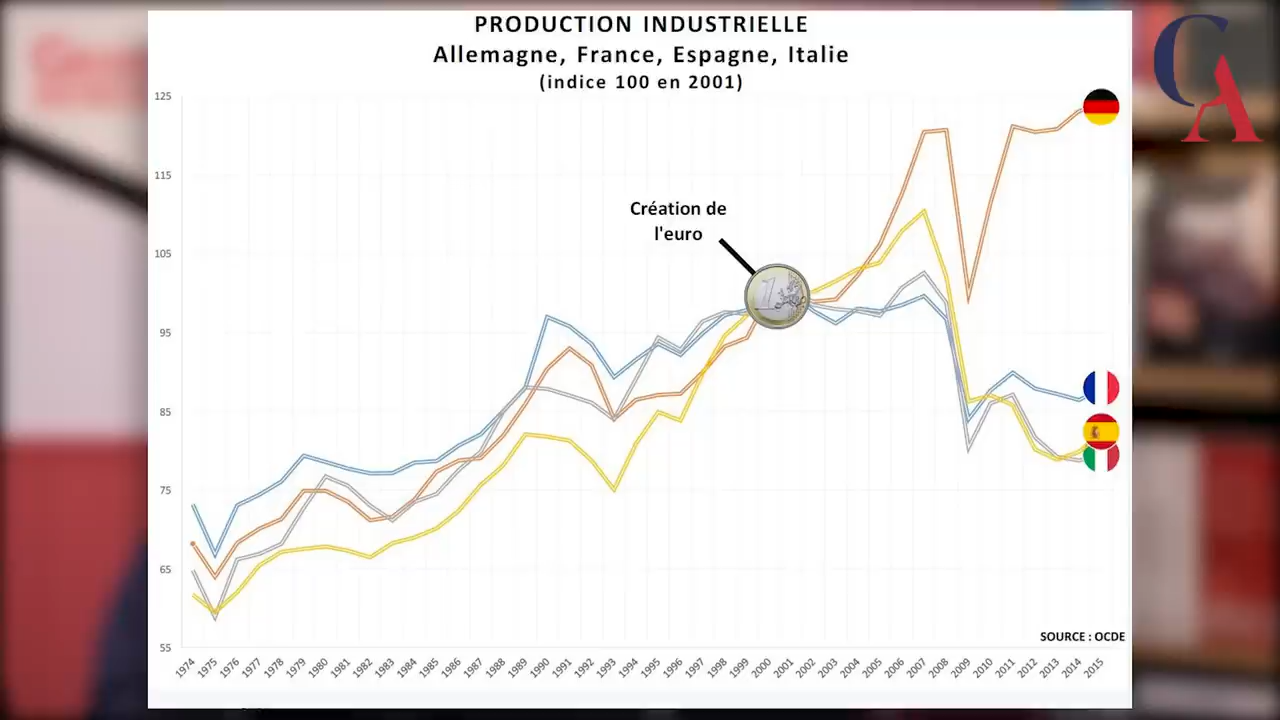 PRODUCTION INDUSTRIELLE
Allemagne, France, Espagne, Italie
(indice 100 en 2001)
CA
125
115
105
95
85
75
65
55
Création de
l'euro
1
SOURCE : OCDE
1974 1975 1976 1977 1978 1979 1980 1981 1982 1983 1984 1985 1986 1987 1988 1989 1990 1991 1992 1993 1994 1995 1996 1997 1998 1999 2000 2001 2002 2003 2004 2005 2006 2007 2008 2009 2010 2011 2012 2013 2014 2015